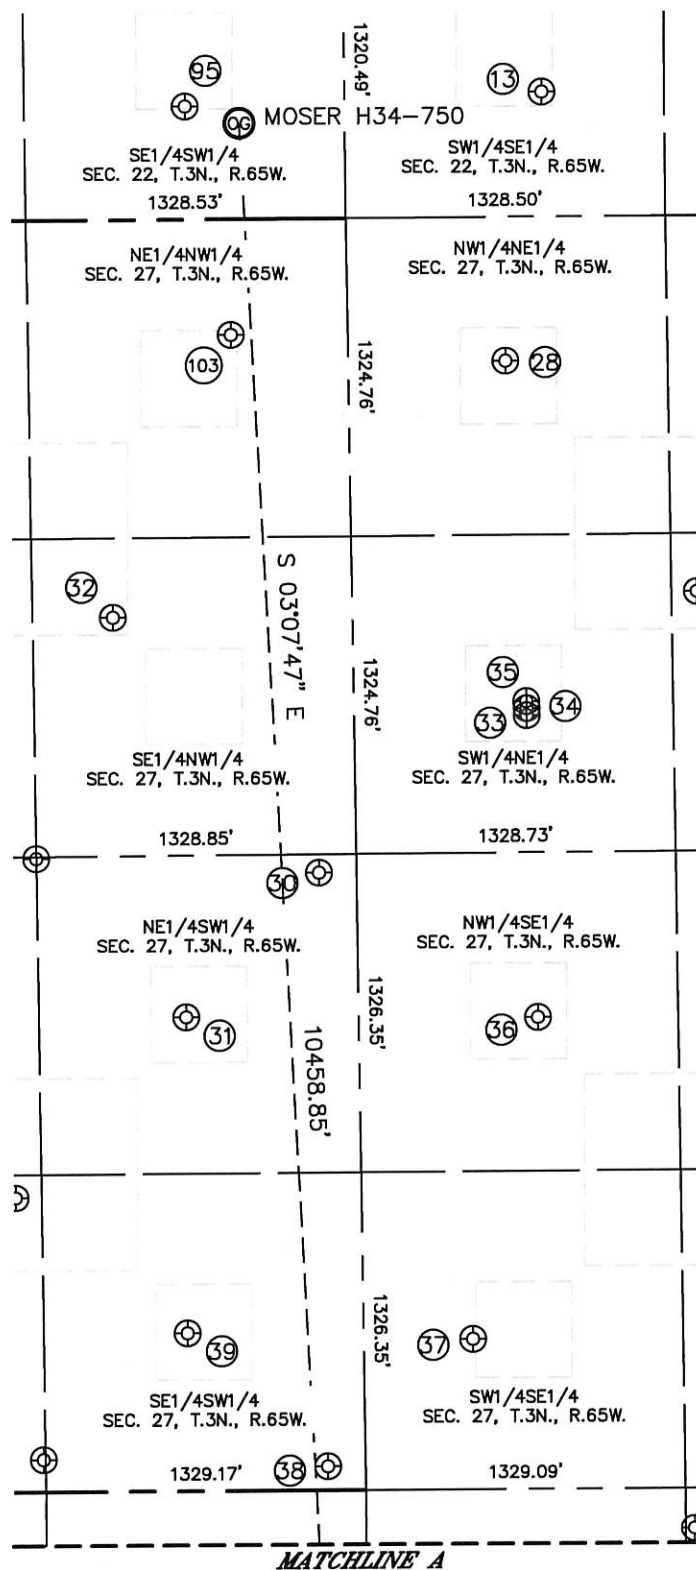 95
1320.49'
13
OG
MOSER H34-750
SE1/4SW1/4
SEC. 22, T.3N., R.65W.
SW1/4SE1/4
SEC. 22, T.3N., R.65W.
1328.53'
1328.50'
NE1/4NW1/4
SEC. 27, T.3N., R.65W.
NW1/4NE1/4
SEC. 27, T.3N., R.65W.
103
1324.76'
28
32
S 03°07'47" E
1324.76'
35
33
34
SE1/4NW1/4
SEC. 27, T.3N., R.65W.
SW1/4NE1/4
SEC. 27, T.3N., R.65W.
1328.85'
1328.73'
30
NE1/4SW1/4
SEC. 27, T.3N., R.65W.
NW1/4SE1/4
SEC. 27, T.3N., R.65W.
31
1326.35'
36
10458.85'
39
1326.35'
37
SE1/4SW1/4
SEC. 27, T.3N., R.65W.
SW1/4SE1/4
SEC. 27, T.3N., R.65W.
1329.17'
38
1329.09'
MATCHLINE A